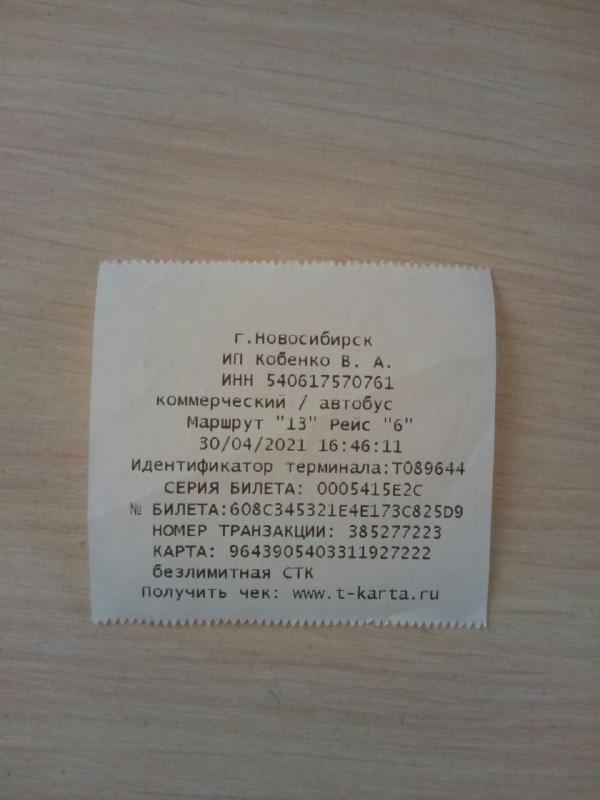 г.Новосибирск
ИП Кобенко В. А.
ИНН 540617570761
коммерческий / автобус
Маршрут "13" Рейс "6"
30/04/2021 16:46:11
Идентификатор терминала:T089644
СЕРИЯ БИЛЕТА: 0005415E2C
№ БИЛЕТА:608C345321E4E173C825D9
НОМЕР ТРАНЗАКЦИИ: 385277223
КАРТА: 9643905403311927222
безлимитная СТК
Получить чек: www.t-karta.ru